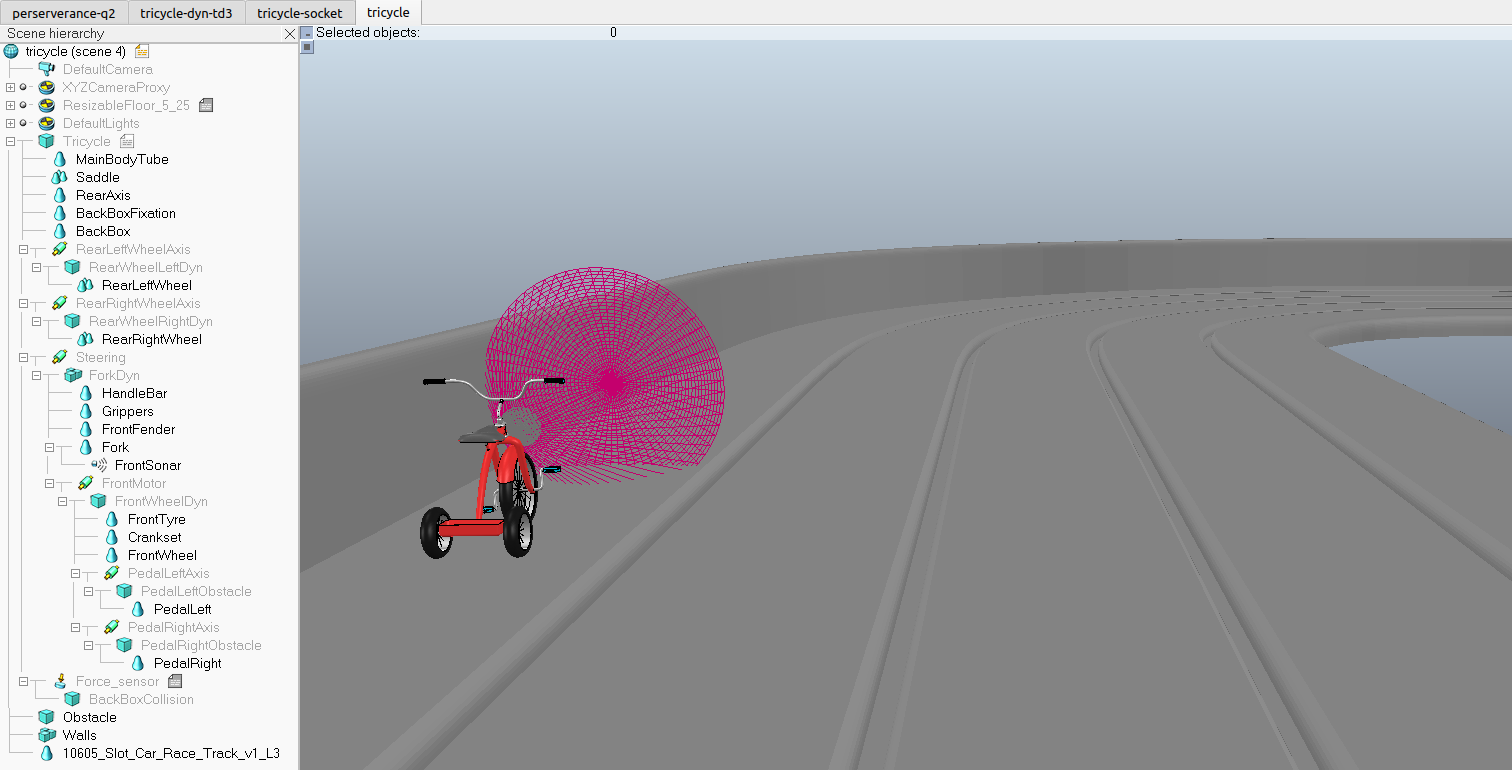 perserverance-q2 tricycle-dyn-td3 tricycle-socket tricycle
Scene hierarchy
Selected objects: 0
tricycle (scene 4)
DefaultCamera
XYZCameraProxy
ResizableFloor_5_25
DefaultLights
Tricycle
MainBodyTube
Saddle
RearAxis
BackBoxFixation
BackBox
RearLeftWheelAxis
RearWheelLeftDyn
RearLeftWheel
RearRightWheelAxis
RearWheelRightDyn
RearRightWheel
Steering
ForkDyn
HandleBar
Grippers
FrontFender
Fork
FrontSonar
FrontMotor
FrontWheelDyn
FrontTyre
Crankset
FrontWheel
PedalLeftAxis
PedalLeftObstacle
PedalLeft
PedalRightAxis
PedalRightObstacle
PedalRight
Force_sensor
BackBoxCollision
Obstacle
Walls
10605_Slot_Car_Race_Track_v1_L3